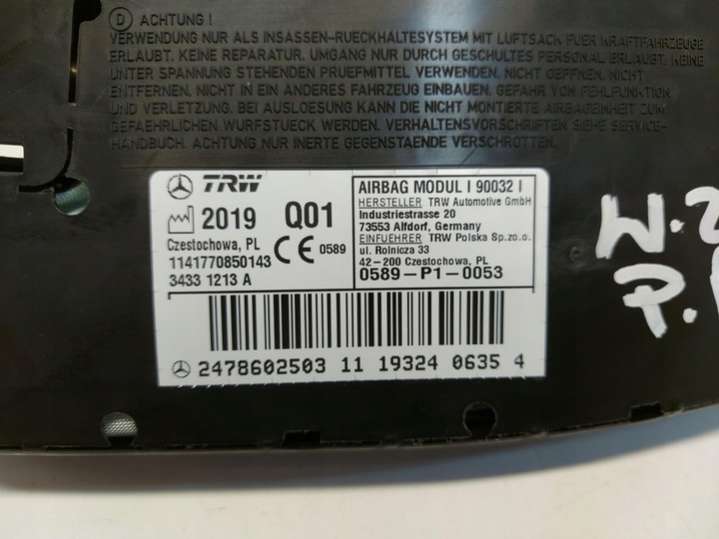 D ACHTUNG !
VERWENDUNG NUR ALS INSASSEN-RUECKHALTESYSTEM MIT LUFTSACK FUER KRAFTFAHRZEUGE
ERLAUBT. KEINE REPARATUR. UMGANG NUR DURCH GESCHULTES PERSONAL ERLAUBT. KEINE
UNTER SPANNUNG STEHENDEN PRUEFMITTEL VERWENDEN. NICHT OEFFNEN. NICHT
ENTFERNEN. NICHT IN ANDERES FAHRZEUG EINBAUEN. GEFAHR VON FEHLFUNKTION
UND VERLETZUNG. BEI AUSLOESUNG KANN DIE NICHT MONTIERTE AIRBAGEINHEIT ZUM
GEFAEHRLICHEN WURFSTUECK WERDEN. VERHALTENSVORSCHRIFTEN SIEHE SERVICE-
HANDBUCH. ACHTUNG NUR INERTE GEGENSTAENDE VERSCHROTTEN.
TRW
2019 Q01
Czestochowa, PL
CE 0589
1141770850143
3433 1213 A
AIRBAG MODUL I 90032 I
HERSTELLER TRW Automotive GmbH
Industriestrasse 20
73553 Alfdorf, Germany
EINFUEHRER TRW Polska Sp.zo.o.
ul. Rolnicza 33
42-200 Czestochowa, PL
0589-P1-0053
2478602503 11 19324 0635 4
W.2
P.